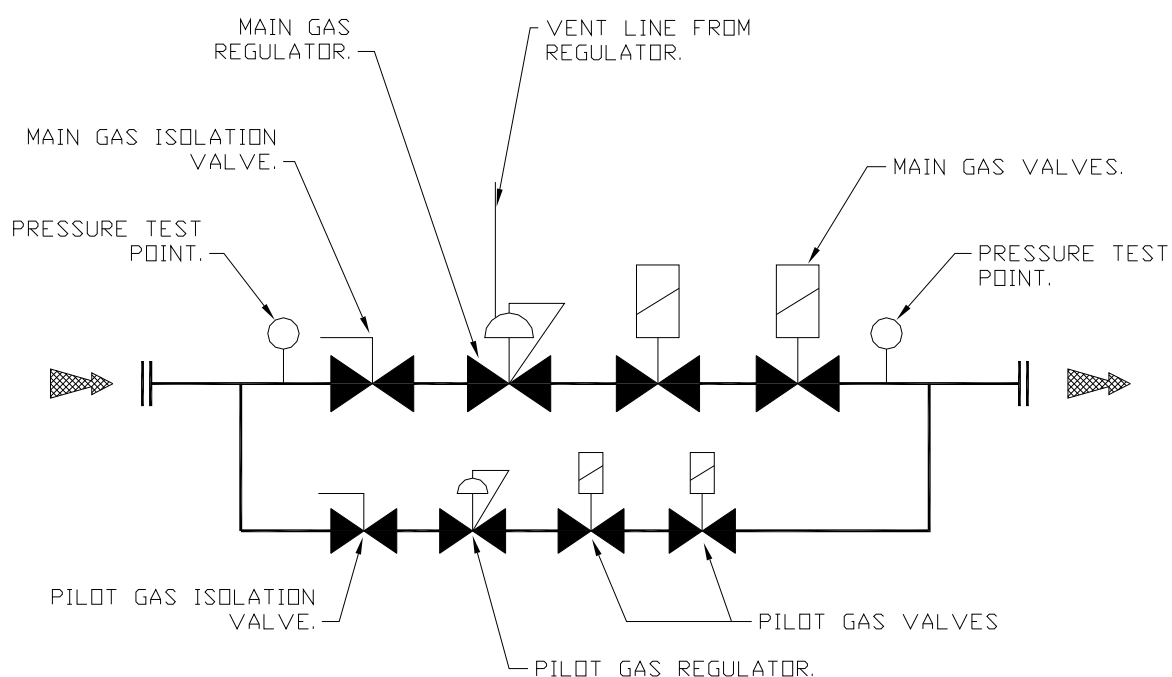 MAIN GAS
REGULATOR.
VENT LINE FROM
REGULATOR.
MAIN GAS ISOLATION
VALVE.
MAIN GAS VALVES.
PRESSURE TEST
POINT.
PRESSURE TEST
POINT.
PILOT GAS ISOLATION
VALVE.
PILOT GAS VALVES
PILOT GAS REGULATOR.